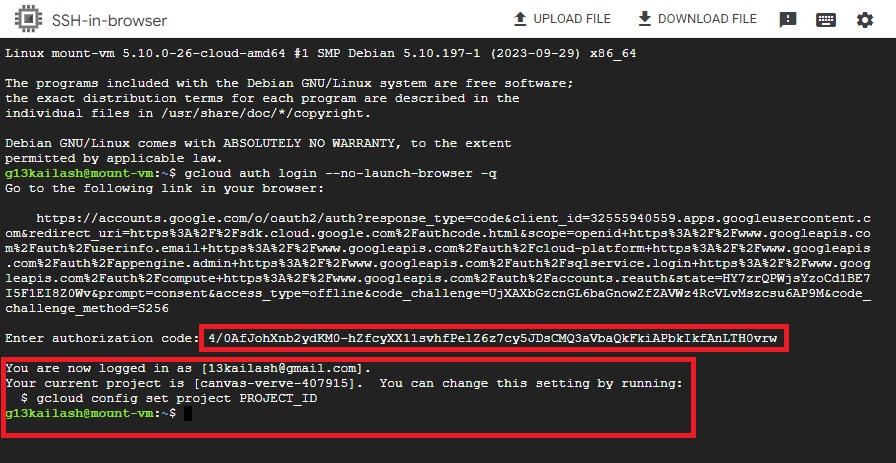 SSH-in-browser
UPLOAD FILE
DOWNLOAD FILE
Linux mount-vm 5.10.0-26-cloud-amd64 #1 SMP Debian 5.10.197-1 (2023-09-29) x86_64
The programs included with the Debian GNU/Linux system are free software;
the exact distribution terms for each program are described in the
individual files in /usr/share/doc/*/copyright.
Debian GNU/Linux comes with ABSOLUTELY NO WARRANTY, to the extent
permitted by applicable law.
g13kailash@mount-vm:~$ gcloud auth login --no-launch-browser -q
Go to the following link in your browser:
https://accounts.google.com/o/oauth2/auth?response_type=code&client_id=32555940559.apps.googleusercontent.c
om&redirect_uri=https%3A%2F%2Fsdk.cloud.google.com%2Fauthcode.html&scope=openid+https%3A%2F%2Fwww.googleapis.co
m%2Fauth%2Fuserinfo.email+https%3A%2F%2Fwww.googleapis.com%2Fauth%2Fcloud-platform+https%3A%2F%2Fwww.googleapis
.com%2Fauth%2Fappengine.admin+https%3A%2F%2Fwww.googleapis.com%2Fauth%2Fsqlservice.login+https%3A%2F%2Fwww.goog
leapis.com%2Fauth%2Fcompute+https%3A%2F%2Fwww.googleapis.com%2Fauth%2Faccounts.reauth&state=HY7zrQPWjsYzoCd1BE7
I5F1EI8Z0Wv&prompt=consent&access_type=offline&code_challenge=UjXAXbGzcnGL6baGnowZfZAVWz4RcVLvMszcsu6AP9M&code_
challenge_method=S256
Enter authorization code: 4/0AfJohXnb2ydKM0-hZfcyXX11svhfPelZ6z7cy5JDsCMQ3aVbaQkFkiAPbkIkfAnLTH0vrw
You are now logged in as [13kailash@gmail.com].
Your current project is [canvas-verve-407915].  You can change this setting by running:
$ gcloud config set project PROJECT_ID
g13kailash@mount-vm:~$